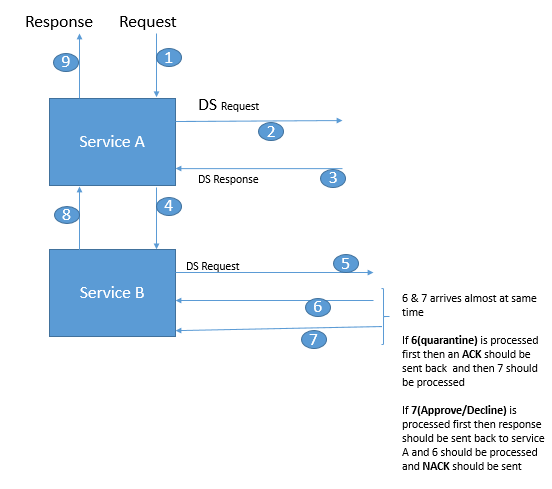 Response Request
9
1
DS Request
Service A
2
3
DS Response
4
8
DS Request
5
Service B
6
7
6 & 7 arrives almost at same
time
If 6(quarantine) is processed
first then an ACK should be
sent back and then 7 should
be processed
If 7(Approve/Decline) is
processed first then response
should be sent back to service
A and 6 should be processed
and NACK should be sent